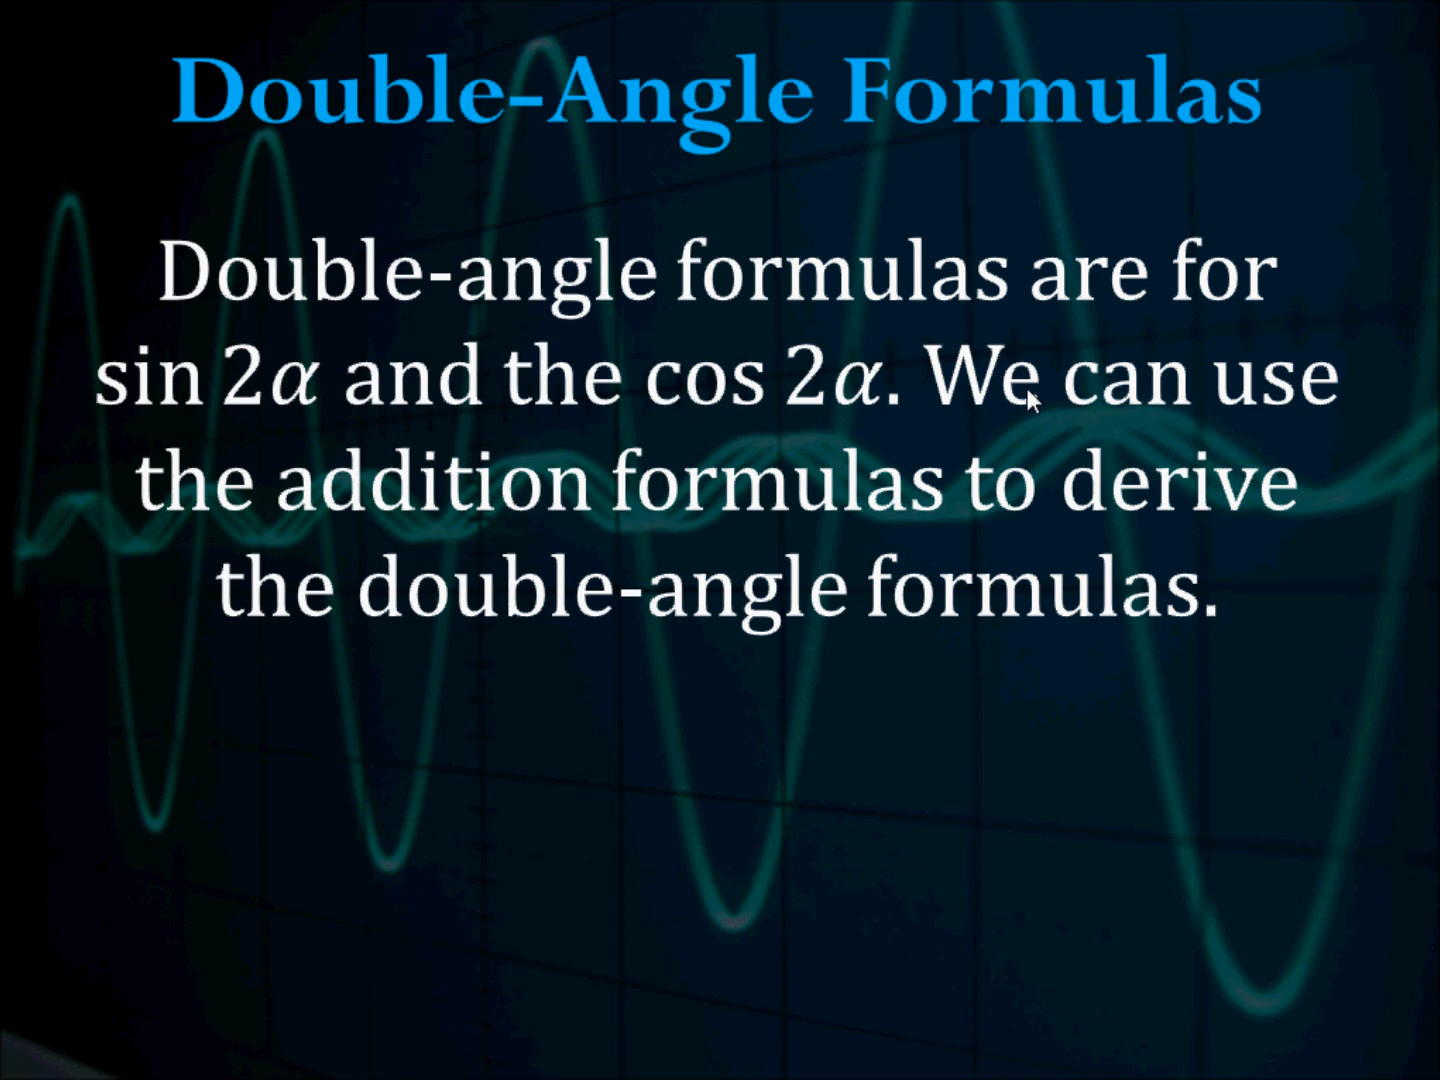 Double-Angle Formulas
Double-angle formulas are for
sin 2α and the cos 2α. We can use
the addition formulas to derive
the double-angle formulas.